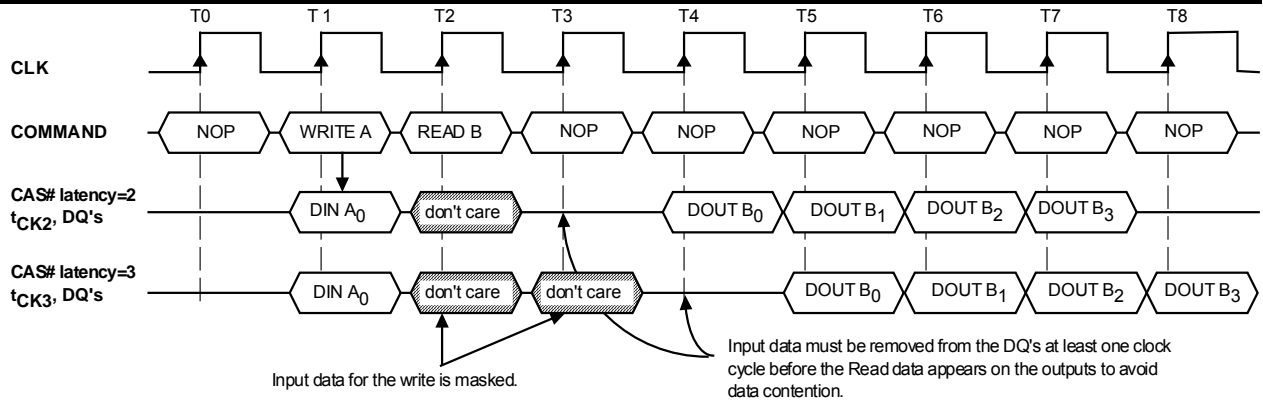 T0 T1 T2 T3 T4 T5 T6 T7 T8
CLK
COMMAND NOP WRITE A READ B NOP NOP NOP NOP NOP NOP
CAS# latency=2
tCK2, DQ's DIN A0 don't care DOUT B0 DOUT B1 DOUT B2 DOUT B3
CAS# latency=3
tCK3, DQ's DIN A0 don't care don't care DOUT B0 DOUT B1 DOUT B2 DOUT B3
Input data for the write is masked.
Input data must be removed from the DQ's at least one clock
cycle before the Read data appears on the outputs to avoid
data contention.